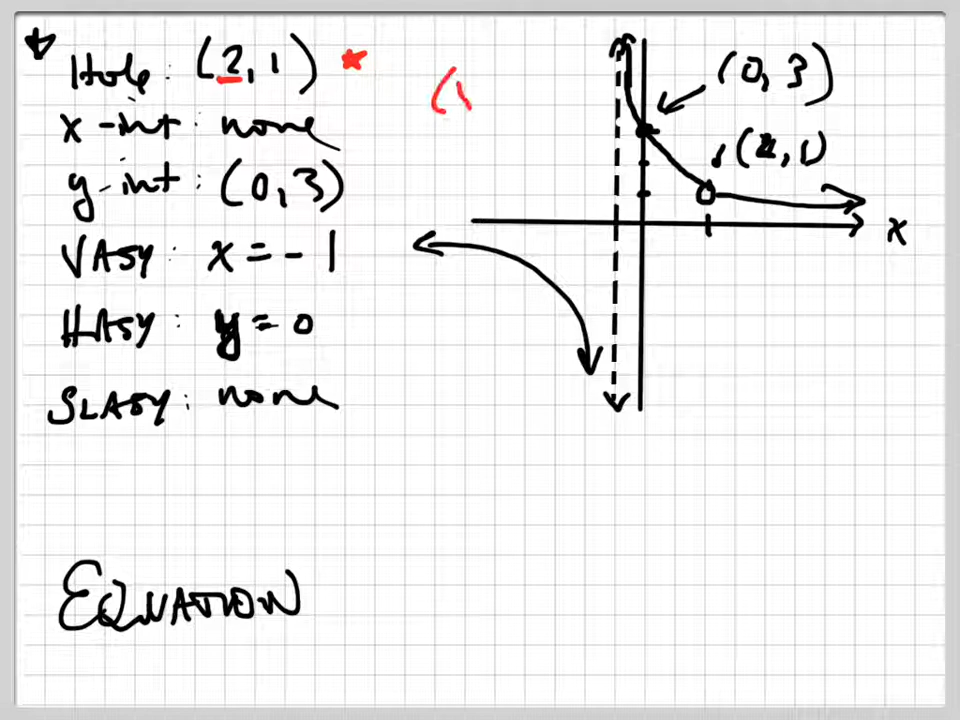 Hole: (2, 1) *
x-int: none
y-int: (0, 3)
VASY: x = -1
HASY: y = 0
SLASY: none
(0, 3)
(2, 1)
x
EQUATION